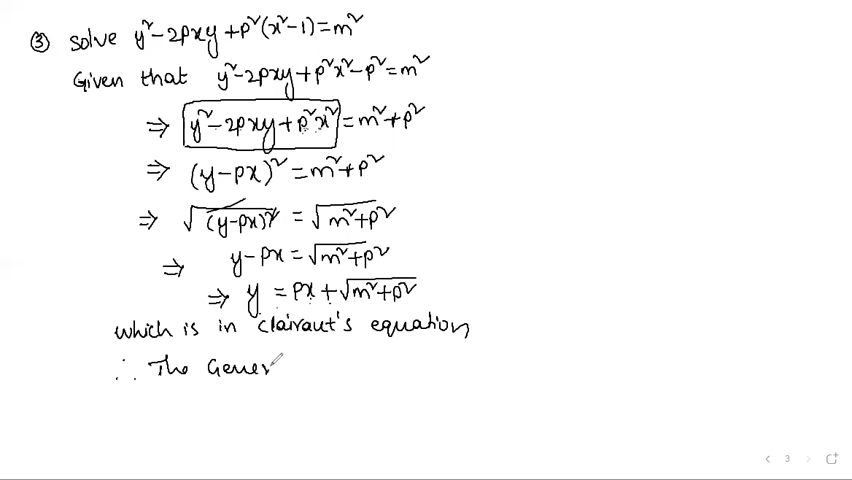 ③ solve y²-2pxy+p²(x²-1)=m²
Given that y²-2pxy+p²x²-p²=m²
⇒ y²-2pxy+p²x²=m²+p²
⇒ (y-px)²=m²+p²
⇒ √(y-px)² = √m²+p²
⇒ y-px=√m²+p²
⇒ y = px+√m²+p²
which is in clairaut's equation
∴ The Gener
3